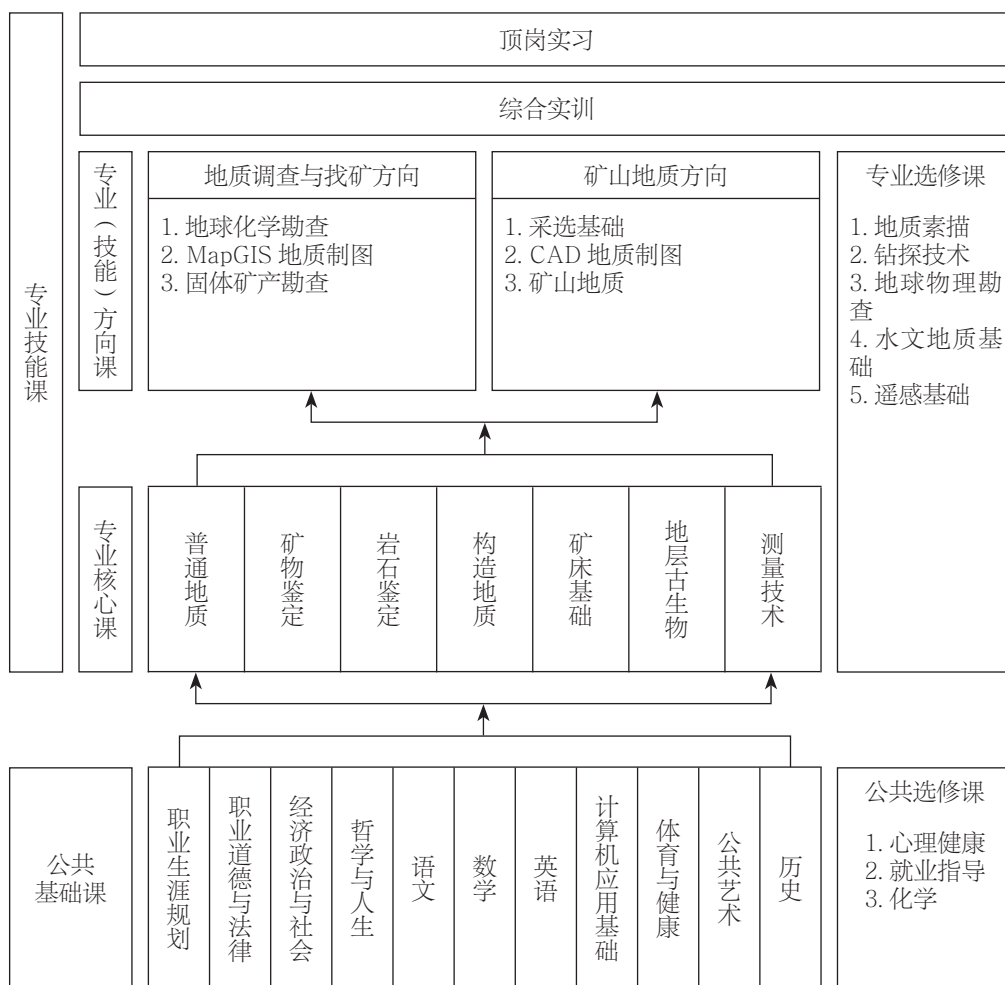 顶岗实习
综合实训
专业技能课
专业（技能）方向课
地质调查与找矿方向
1. 地球化学勘查
2. MapGIS 地质制图
3. 固体矿产勘查
矿山地质方向
1. 采选基础
2. CAD 地质制图
3. 矿山地质
专业选修课
1. 地质素描
2. 钻探技术
3. 地球物理勘
查
4. 水文地质基
础
5. 遥感基础
专业核心课
普通地质
矿物鉴定
岩石鉴定
构造地质
矿床基础
地层古生物
测量技术
公共
基础课
职业生涯规划
职业道德与法律
经济政治与社会
哲学与人生
语文
数学
英语
计算机应用基础
体育与健康
公共艺术
历史
公共选修课
1. 心理健康
2. 就业指导
3. 化学